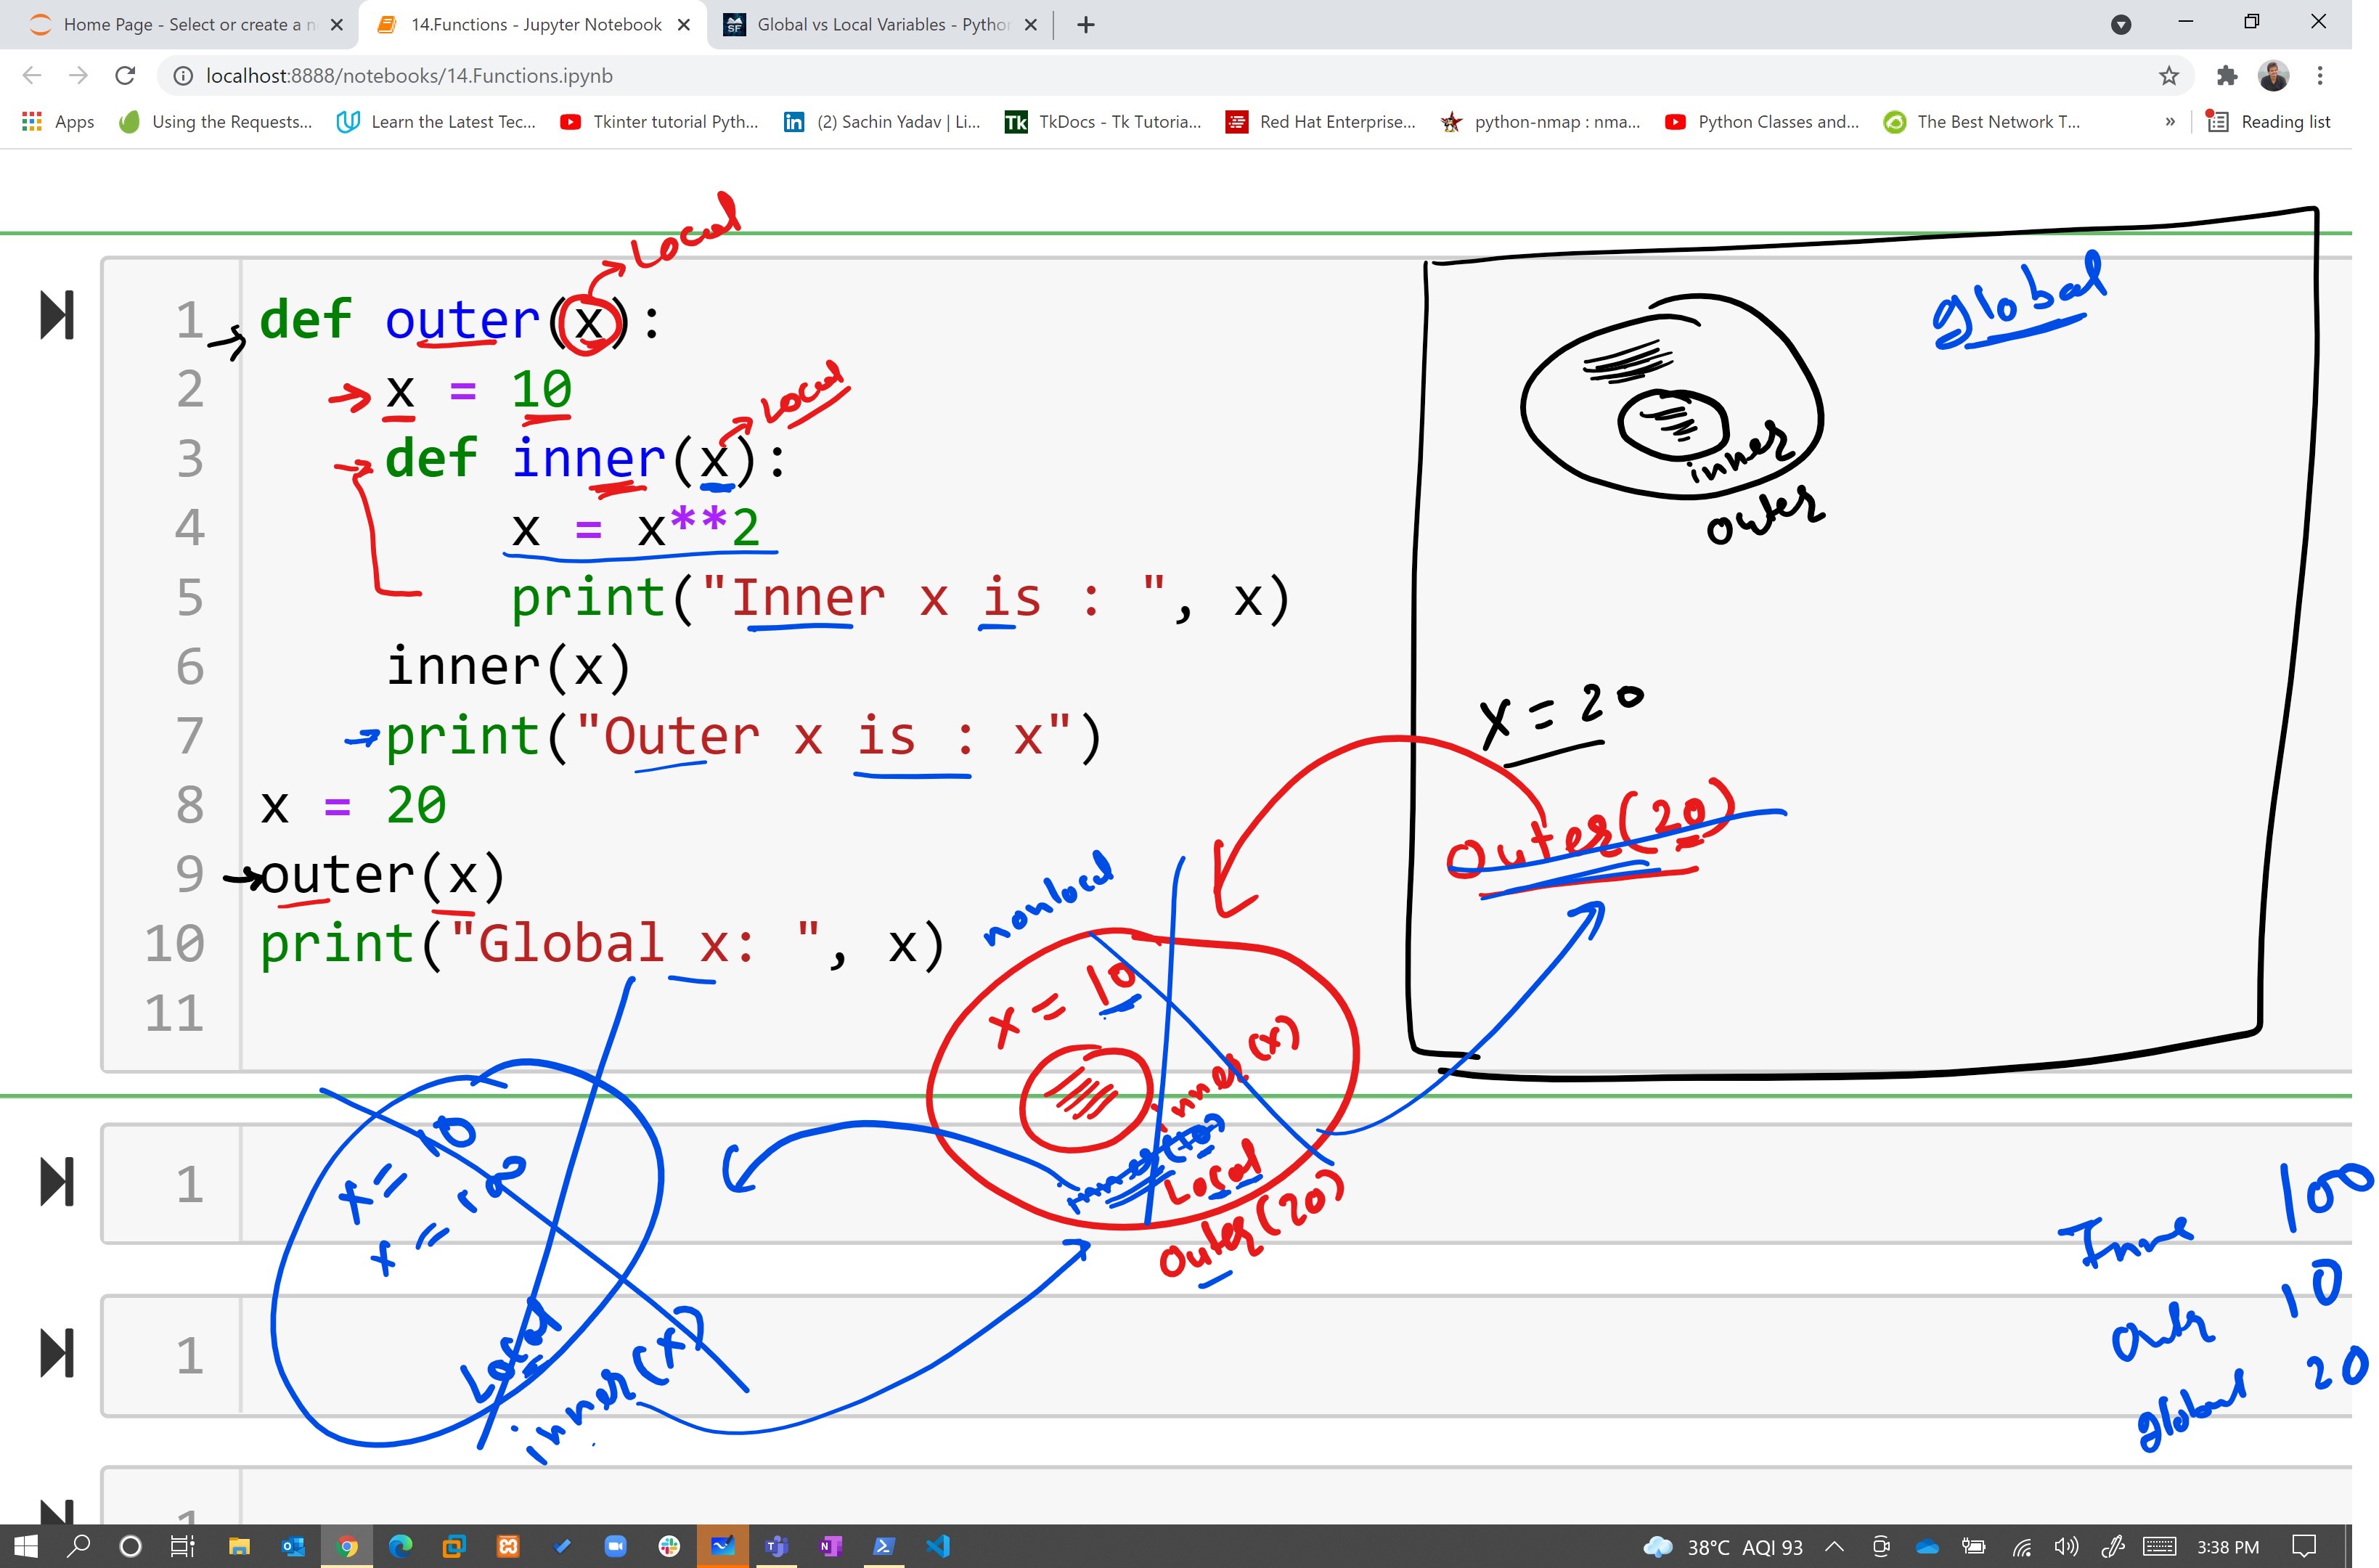 Home Page - Select or create a n
14.Functions - Jupyter Notebook
Global vs Local Variables - Python
localhost:8888/notebooks/14.Functions.ipynb
Apps
Using the Requests...
Learn the Latest Tec...
Tkinter tutorial Pyth...
(2) Sachin Yadav | Li...
TkDocs - Tk Tutoria...
Red Hat Enterprise...
python-nmap : nma...
Python Classes and...
The Best Network T...
»
Reading list
Local
global
1 def outer(x):
2 x = 10
Local
3 def inner(x):
inner
outer
4 x = x**2
5 print("Inner x is : ", x)
6 inner(x)
x = 20
7 print("Outer x is : x")
8 x = 20
Outer(20)
9 outer(x)
nonlocal
10 print("Global x: ", x)
11
x = 10
inner(x)
inner(10)
Local
Outer(20)
x = 10
Local
inner(x)
1
1
1
100
10
global 20
38°C AQI 93
3:38 PM